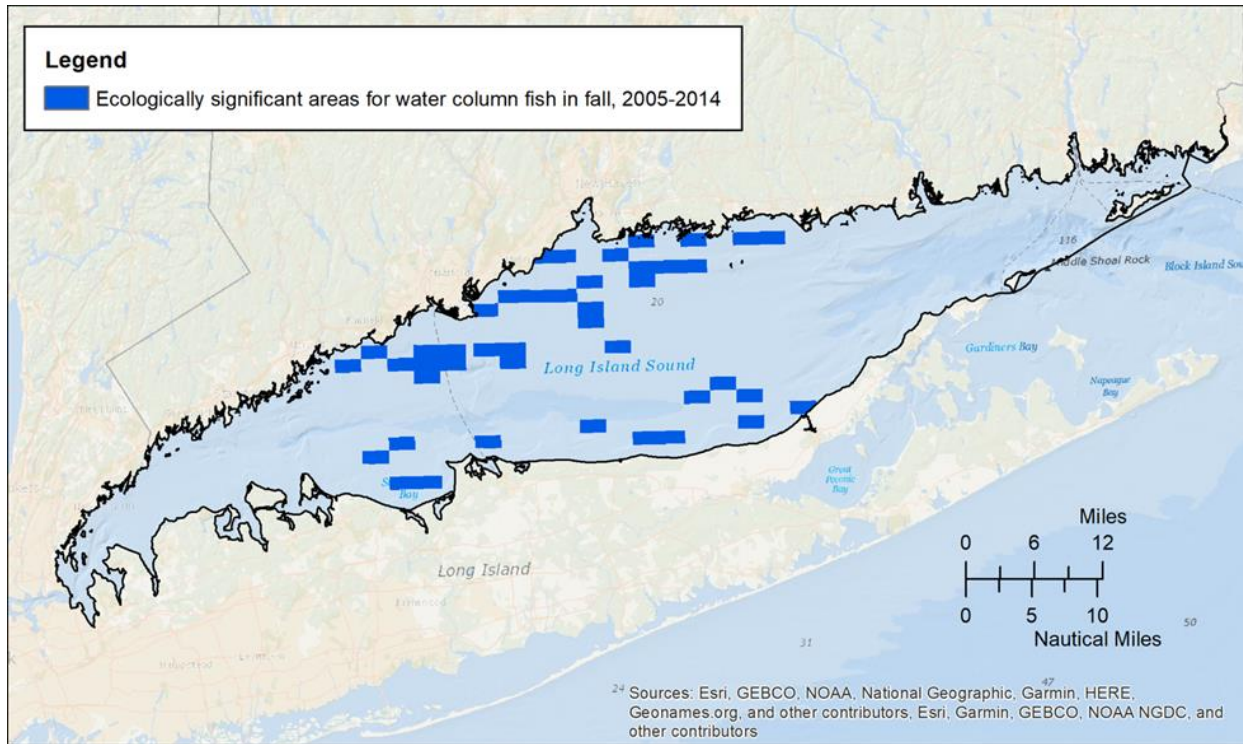 Legend
Ecologically significant areas for water column fish in fall, 2005-2014
116
Middle Shoal Rock
Block Island Sou
20
Long Island Sound
Gardiners Bay
Napeague
Bay
Great
Peconic
Bay
Bay
Long Island
Miles
0 6 12
0 5 10
Nautical Miles
50
31
24
47
Sources: Esri, GEBCO, NOAA, National Geographic, Garmin, HERE,
Geonames.org, and other contributors, Esri, Garmin, GEBCO, NOAA NGDC, and
other contributors